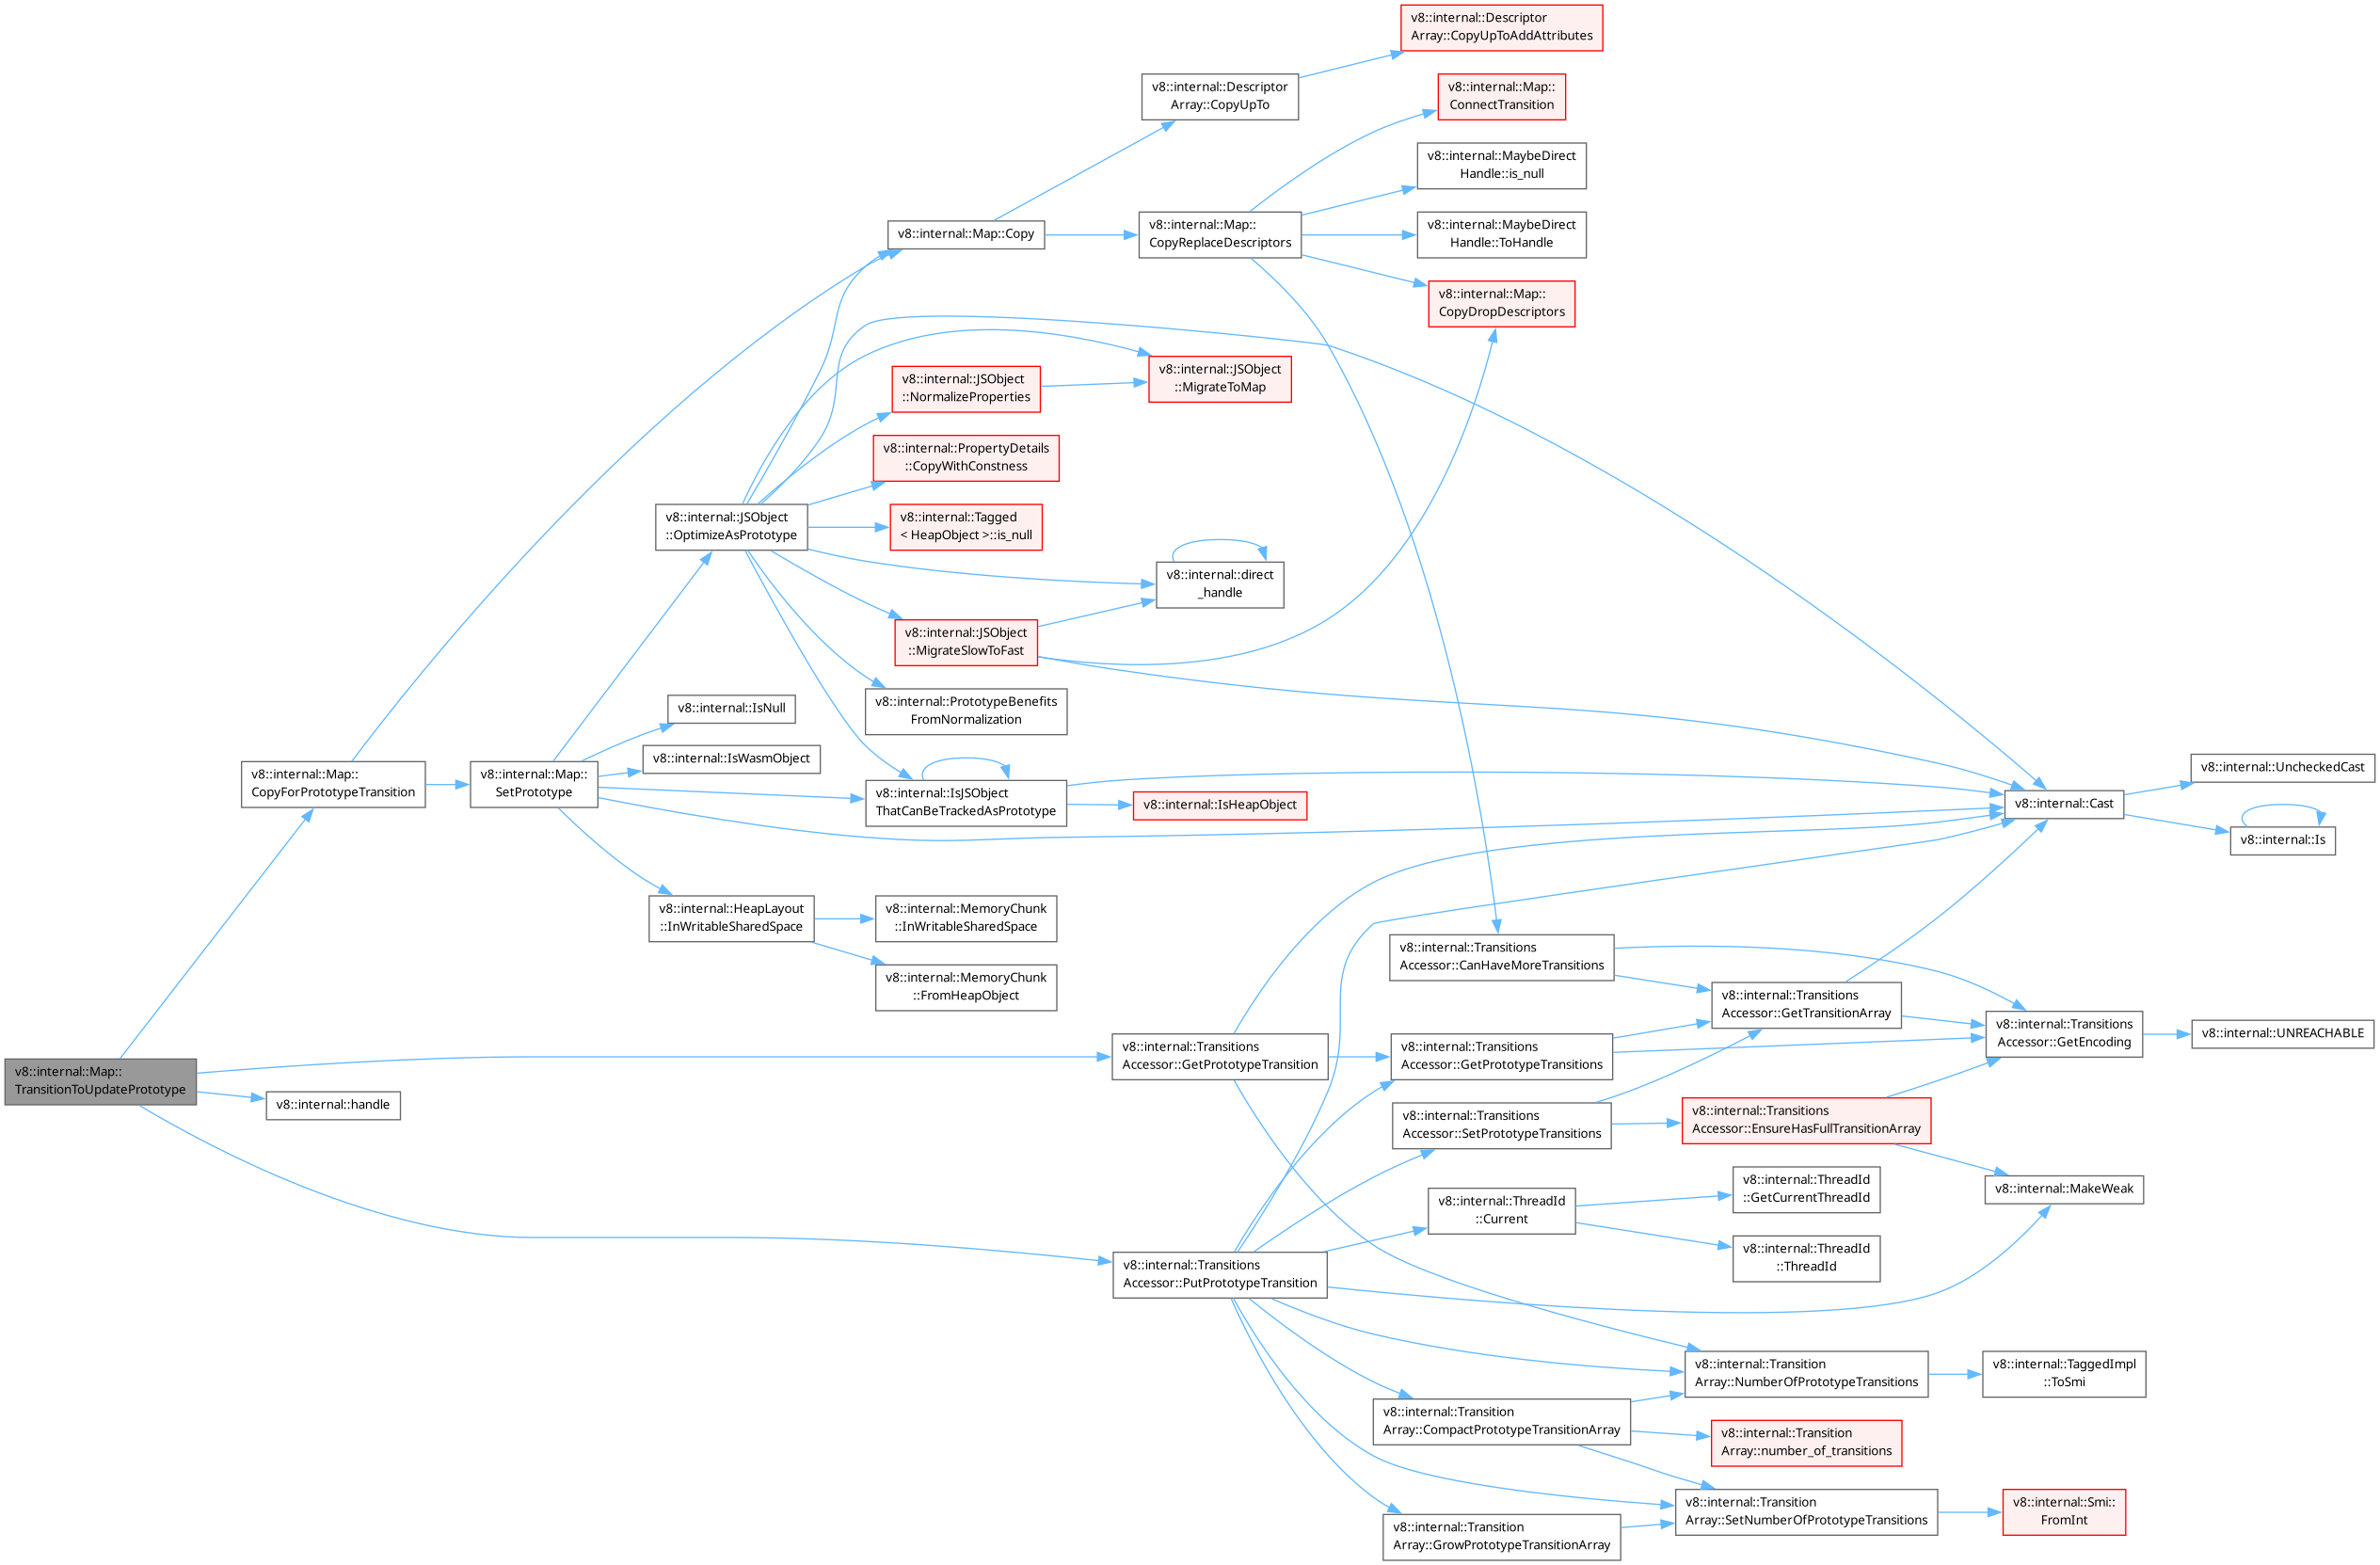 v8::internal::Descriptor
Array::CopyUpToAddAttributes
v8::internal::Descriptor
Array::CopyUpTo
v8::internal::Map::
ConnectTransition
v8::internal::MaybeDirect
Handle::is_null
v8::internal::Map::Copy
v8::internal::Map::
CopyReplaceDescriptors
v8::internal::MaybeDirect
Handle::ToHandle
v8::internal::Map::
CopyDropDescriptors
v8::internal::JSObject
::NormalizeProperties
v8::internal::JSObject
::MigrateToMap
v8::internal::PropertyDetails
::CopyWithConstness
v8::internal::JSObject
::OptimizeAsPrototype
v8::internal::Tagged
< HeapObject >::is_null
v8::internal::direct
_handle
v8::internal::JSObject
::MigrateSlowToFast
v8::internal::PrototypeBenefits
FromNormalization
v8::internal::IsNull
v8::internal::IsWasmObject
v8::internal::Map::
CopyForPrototypeTransition
v8::internal::Map::
SetPrototype
v8::internal::IsJSObject
ThatCanBeTrackedAsPrototype
v8::internal::IsHeapObject
v8::internal::Cast
v8::internal::UncheckedCast
v8::internal::Is
v8::internal::HeapLayout
::InWritableSharedSpace
v8::internal::MemoryChunk
::InWritableSharedSpace
v8::internal::MemoryChunk
::FromHeapObject
v8::internal::Transitions
Accessor::CanHaveMoreTransitions
v8::internal::Transitions
Accessor::GetTransitionArray
v8::internal::Transitions
Accessor::GetEncoding
v8::internal::UNREACHABLE
v8::internal::Map::
TransitionToUpdatePrototype
v8::internal::handle
v8::internal::Transitions
Accessor::GetPrototypeTransition
v8::internal::Transitions
Accessor::GetPrototypeTransitions
v8::internal::Transitions
Accessor::SetPrototypeTransitions
v8::internal::Transitions
Accessor::EnsureHasFullTransitionArray
v8::internal::MakeWeak
v8::internal::ThreadId
::Current
v8::internal::ThreadId
::GetCurrentThreadId
v8::internal::ThreadId
::ThreadId
v8::internal::Transitions
Accessor::PutPrototypeTransition
v8::internal::Transition
Array::NumberOfPrototypeTransitions
v8::internal::TaggedImpl
::ToSmi
v8::internal::Transition
Array::CompactPrototypeTransitionArray
v8::internal::Transition
Array::number_of_transitions
v8::internal::Transition
Array::SetNumberOfPrototypeTransitions
v8::internal::Smi::
FromInt
v8::internal::Transition
Array::GrowPrototypeTransitionArray